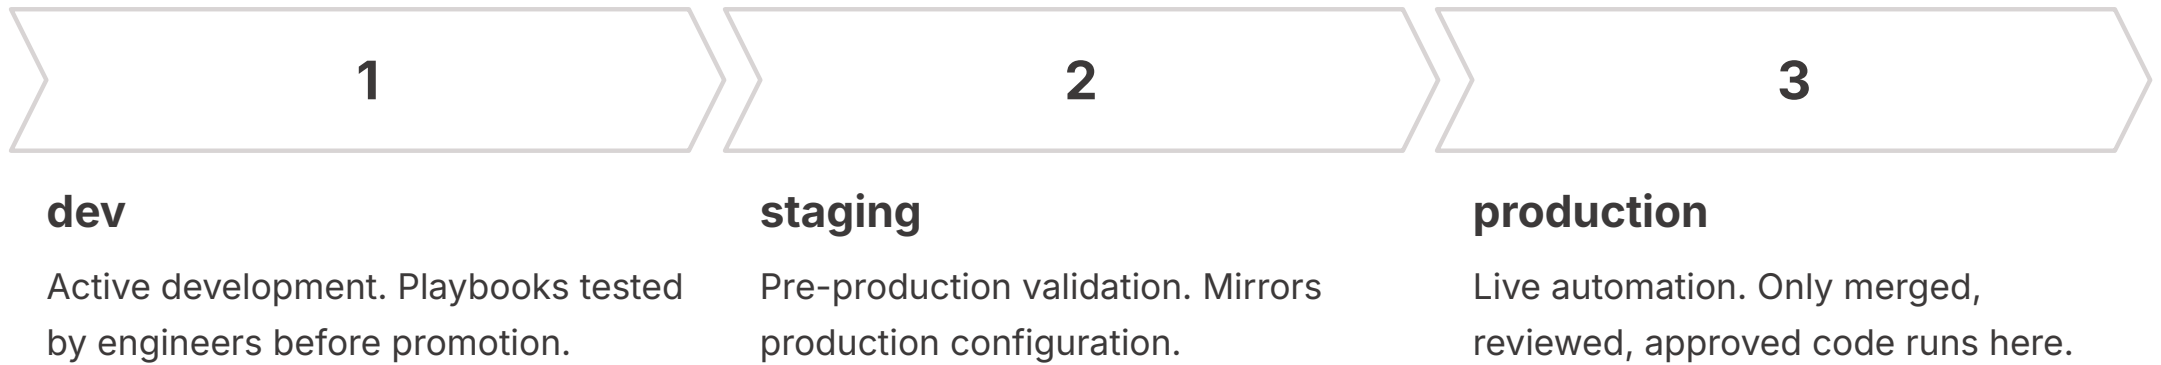 1
2
3
dev
Active development. Playbooks tested
by engineers before promotion.
staging
Pre-production validation. Mirrors
production configuration.
production
Live automation. Only merged,
reviewed, approved code runs here.